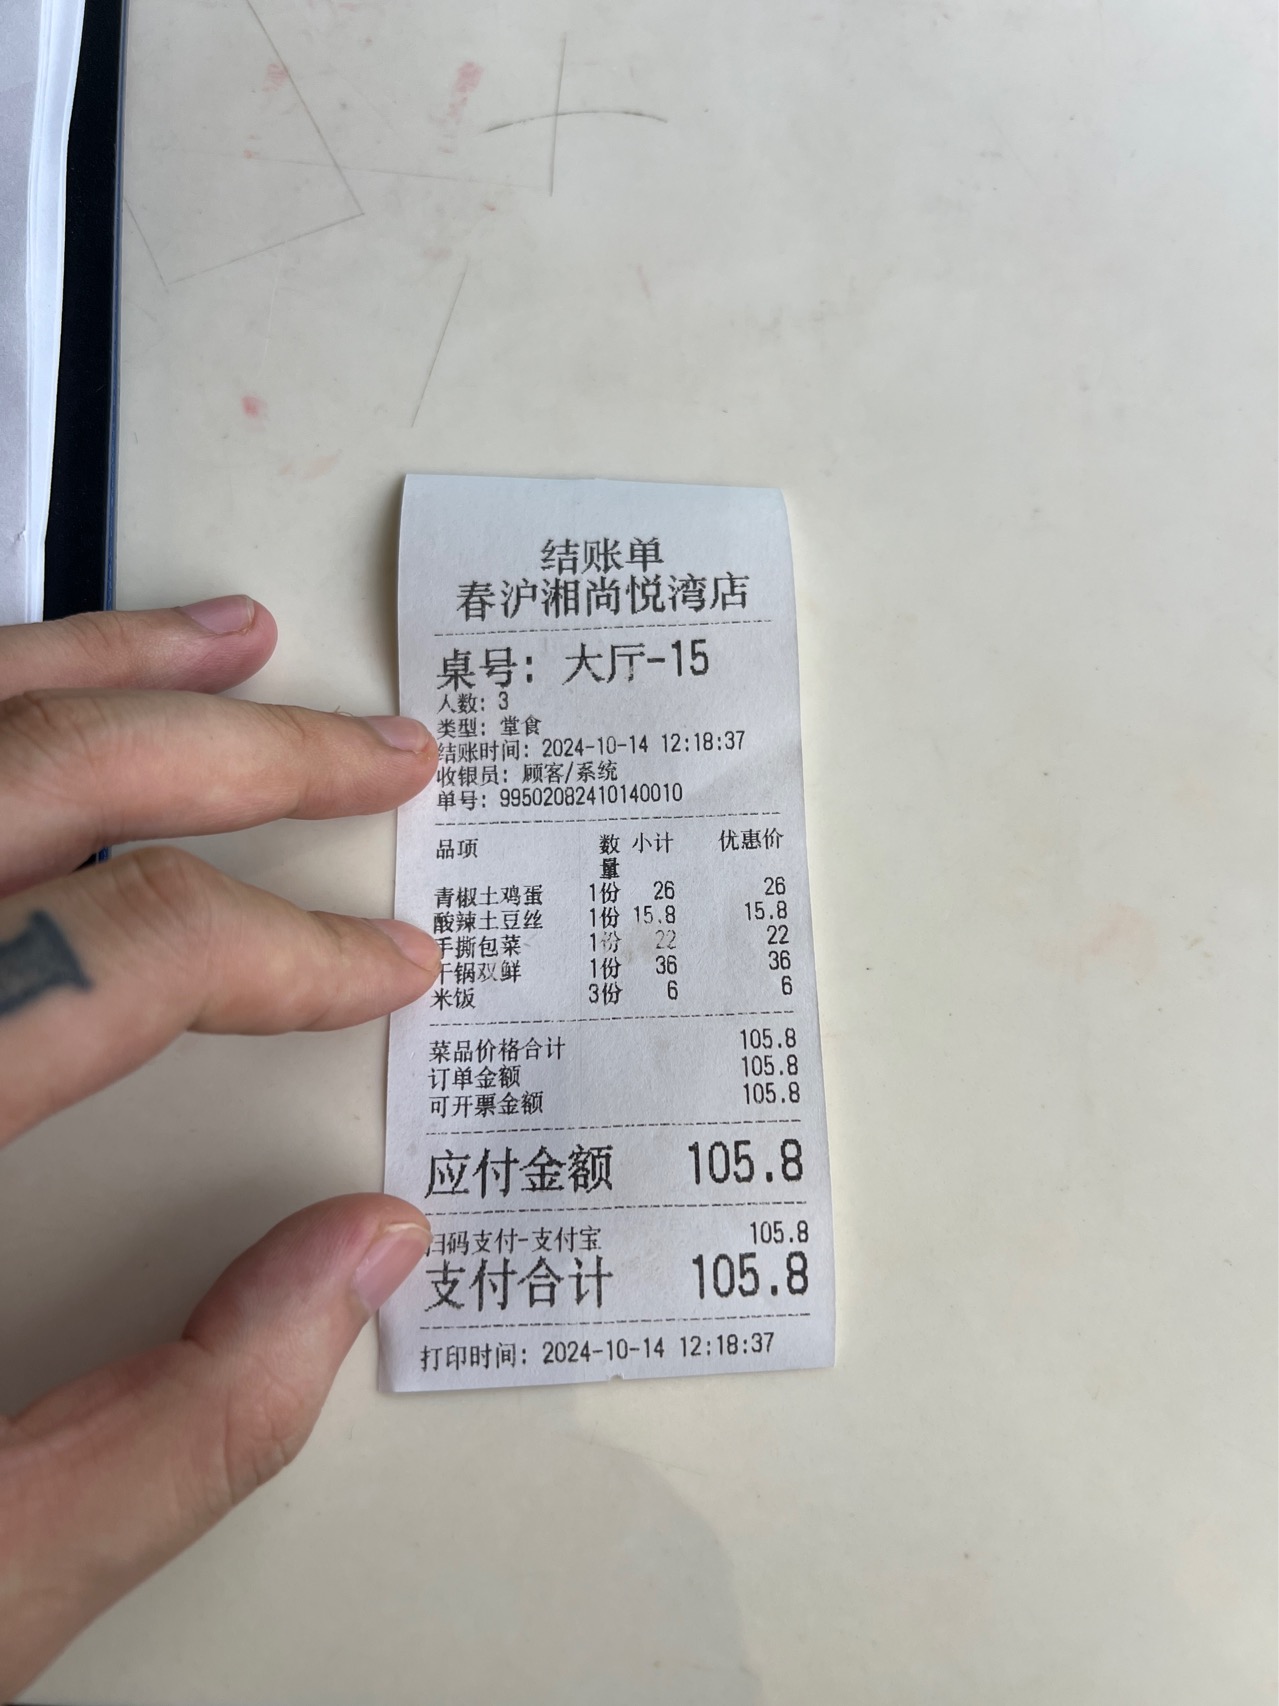 结账单
春沪湘尚悦湾店
桌号: 大厅-15
人数: 3
类型: 堂食
结账时间: 2024-10-14 12:18:37
收银员: 顾客/系统
单号: 99502082410140010
品项 数量 小计 优惠价
青椒土鸡蛋 1份 26 26
酸辣土豆丝 1份 15.8 15.8
手撕包菜 1份 22 22
干锅双鲜 1份 36 36
米饭 3份 6 6
菜品价格合计 105.8
订单金额 105.8
可开票金额 105.8
应付金额 105.8
扫码支付-支付宝 105.8
支付合计 105.8
打印时间: 2024-10-14 12:18:37